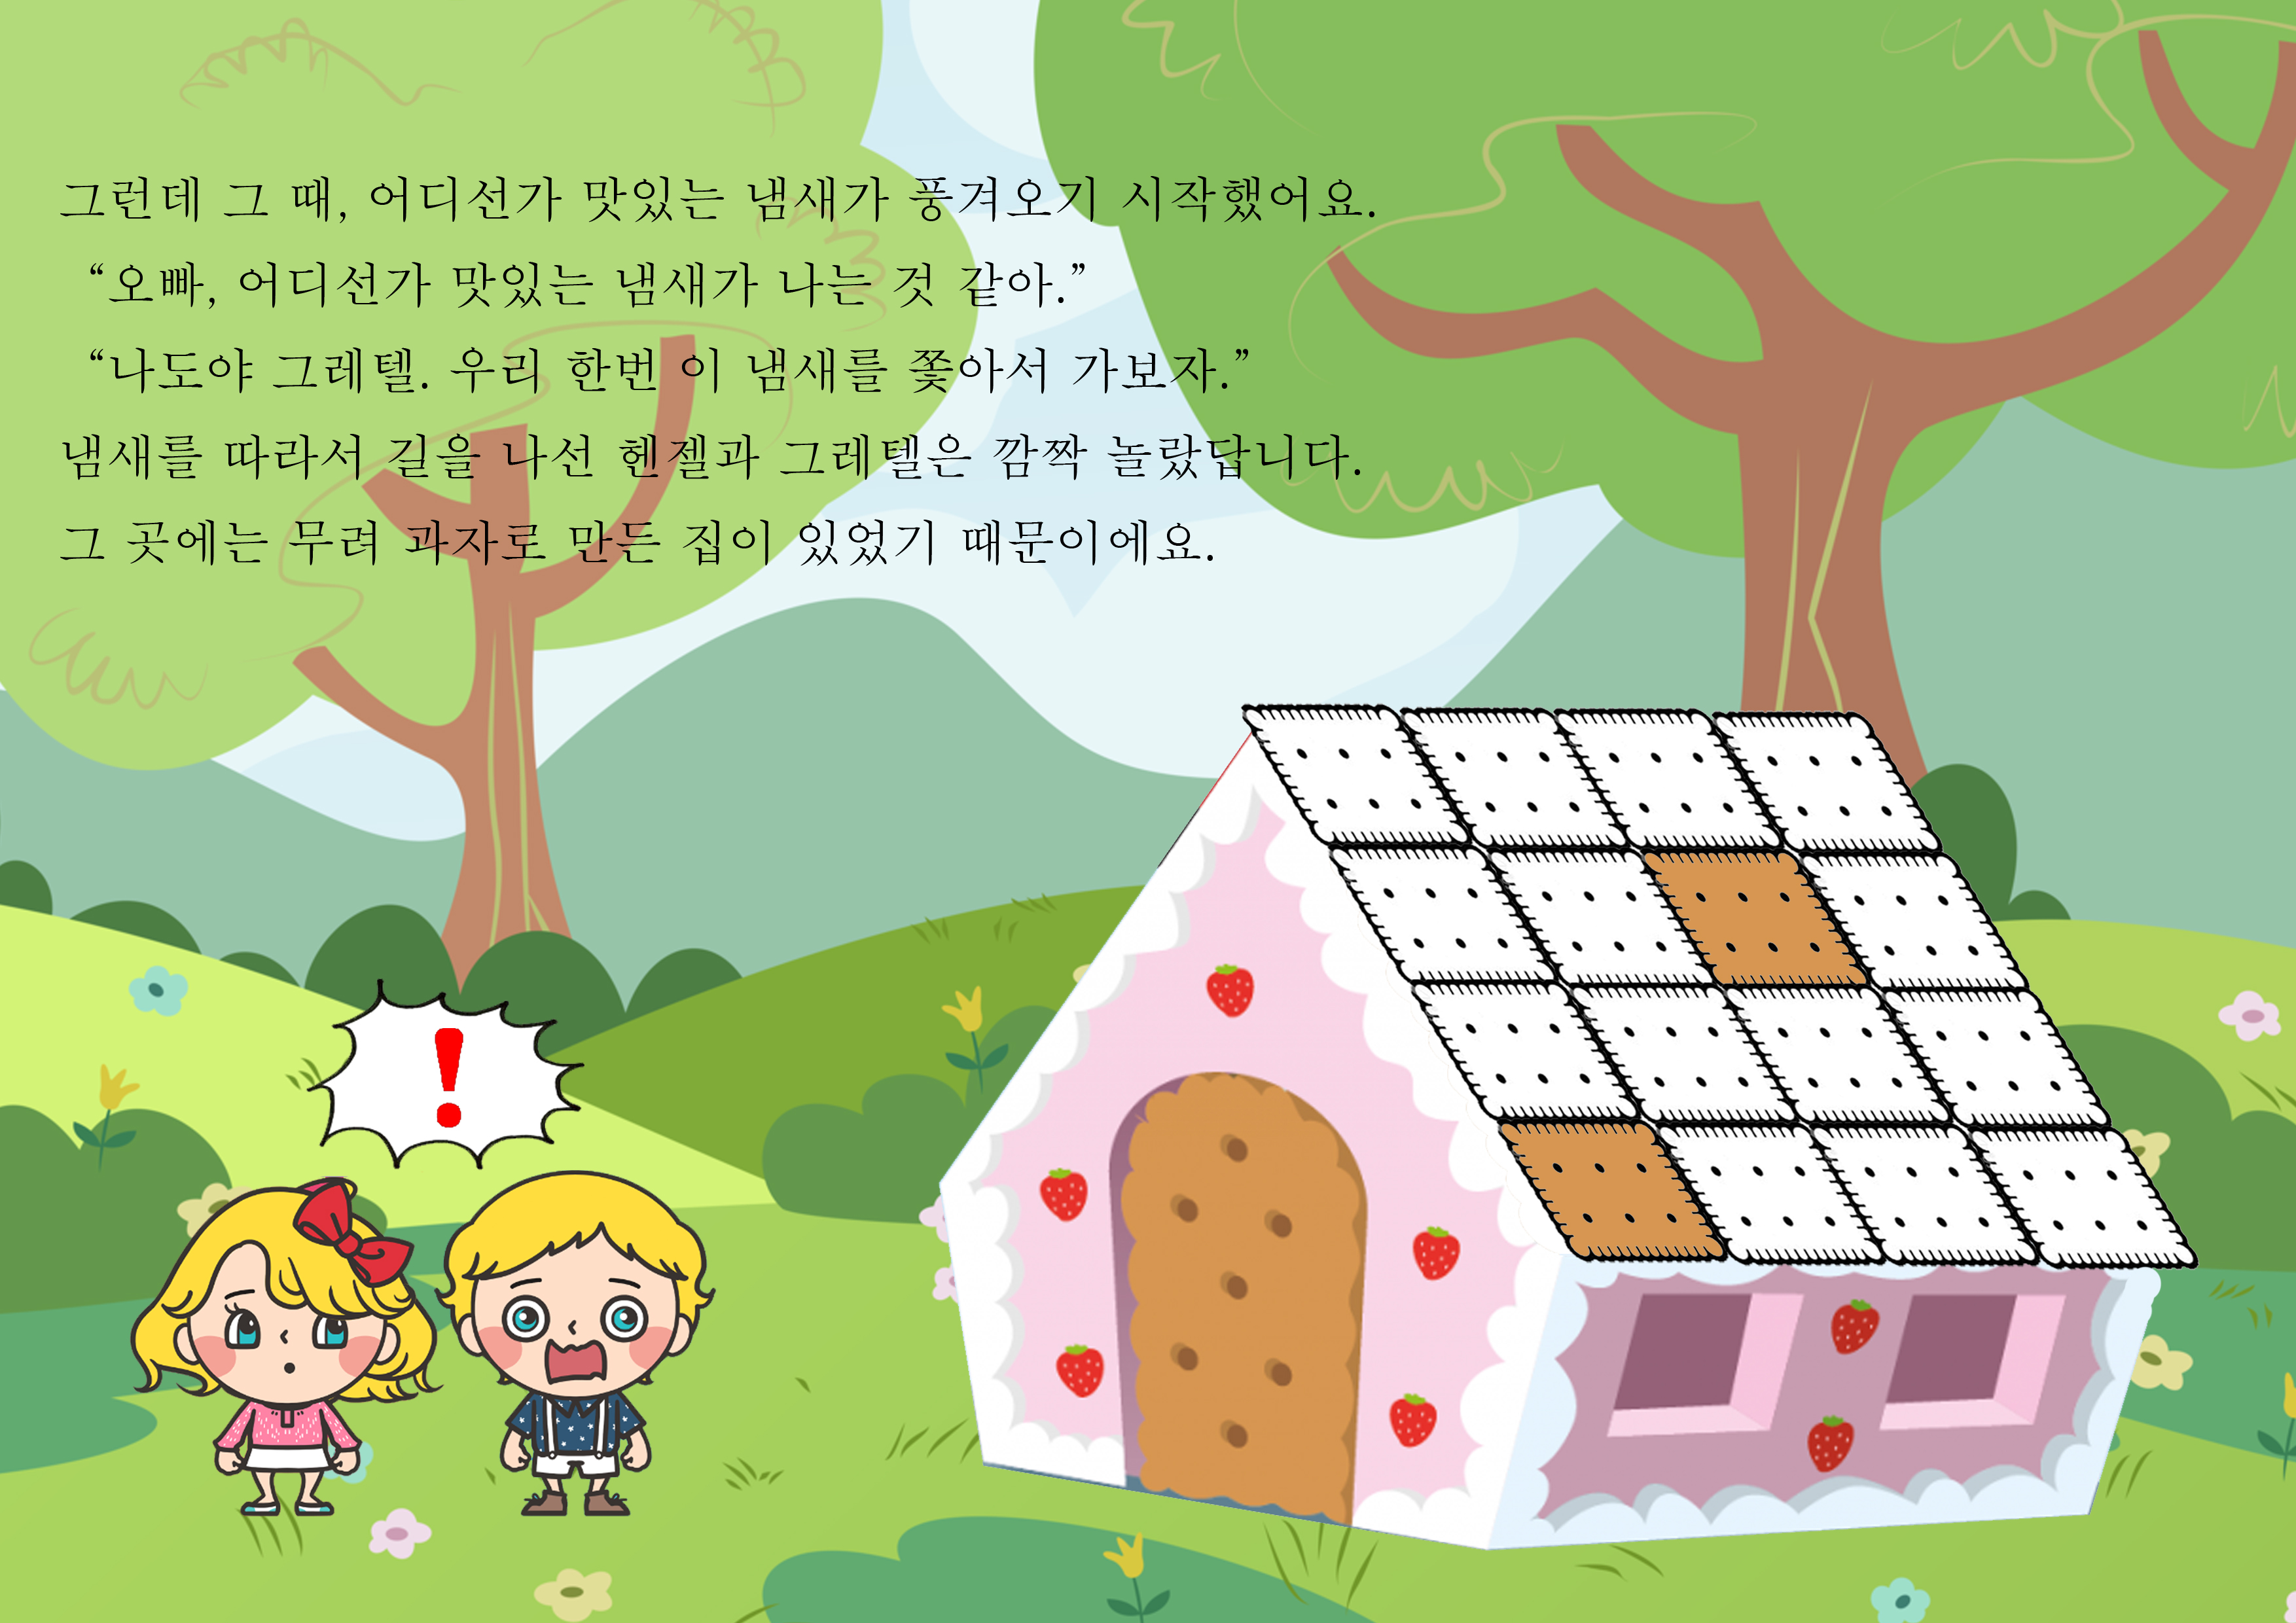 그런데 그 때, 어디선가 맛있는 냄새가 풍겨오기 시작했어요.
“오빠, 어디선가 맛있는 냄새가 나는 것 같아.”
“나도야 그레텔. 우리 한번 이 냄새를 쫓아서 가보자.”
냄새를 따라서 길을 나선 헨젤과 그레텔은 깜짝 놀랐답니다.
그 곳에는 무려 과자로 만든 집이 있었기 때문이에요.
!